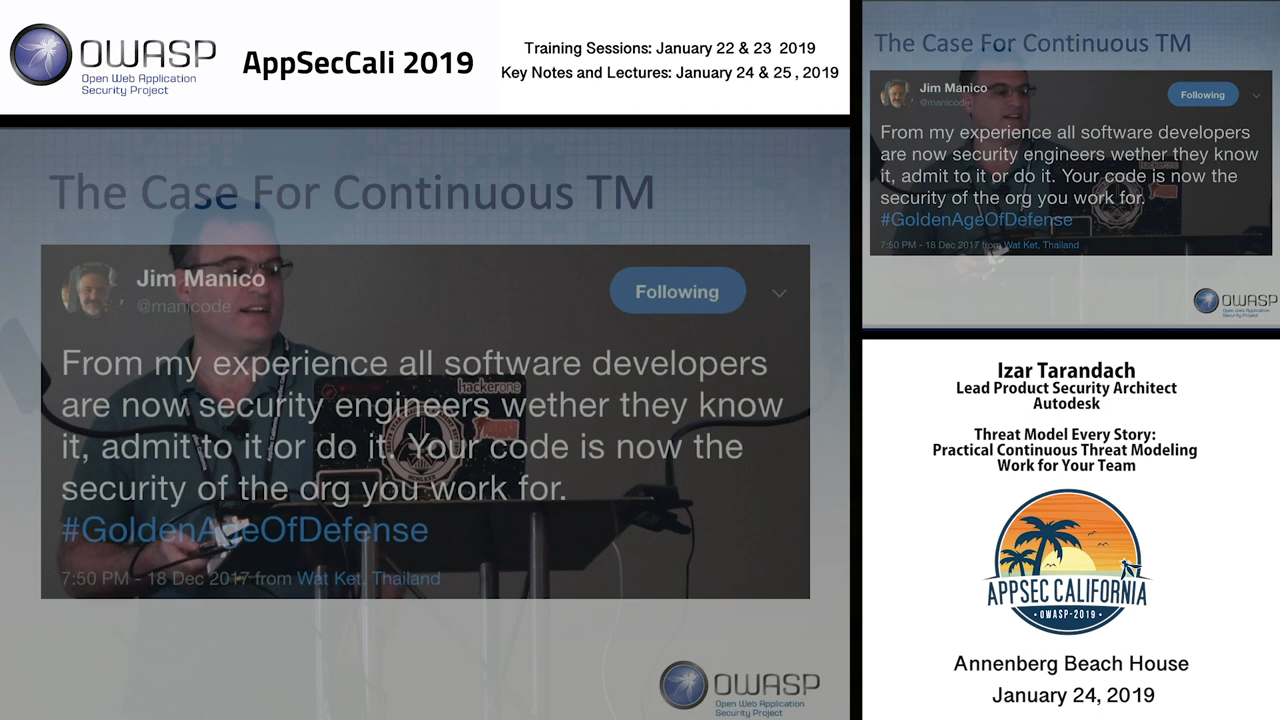 OWASP
Open Web Application
Security Project
AppSecCali 2019
Training Sessions: January 22 & 23 2019
Key Notes and Lectures: January 24 & 25 , 2019
The Case For Continuous TM
Jim Manico
@manicode
Following
From my experience all software developers
are now security engineers wether they know
it, admit to it or do it. Your code is now the
security of the org you work for.
#GoldenAgeOfDefense
7:50 PM - 18 Dec 2017 from Wat Ket, Thailand
hackerone
OWASP
Open Web Application
Security Project
The Case For Continuous TM
Jim Manico
@manicode
Following
From my experience all software developers
are now security engineers wether they know
it, admit to it or do it. Your code is now the
security of the org you work for.
#GoldenAgeOfDefense
7:50 PM - 18 Dec 2017 from Wat Ket, Thailand
hackerone
OWASP
Open Web Application
Security Project
Izar Tarandach
Lead Product Security Architect
Autodesk
Threat Model Every Story:
Practical Continuous Threat Modeling
Work for Your Team
APPSEC CALIFORNIA
· OWASP-2019 ·
Annenberg Beach House
January 24, 2019